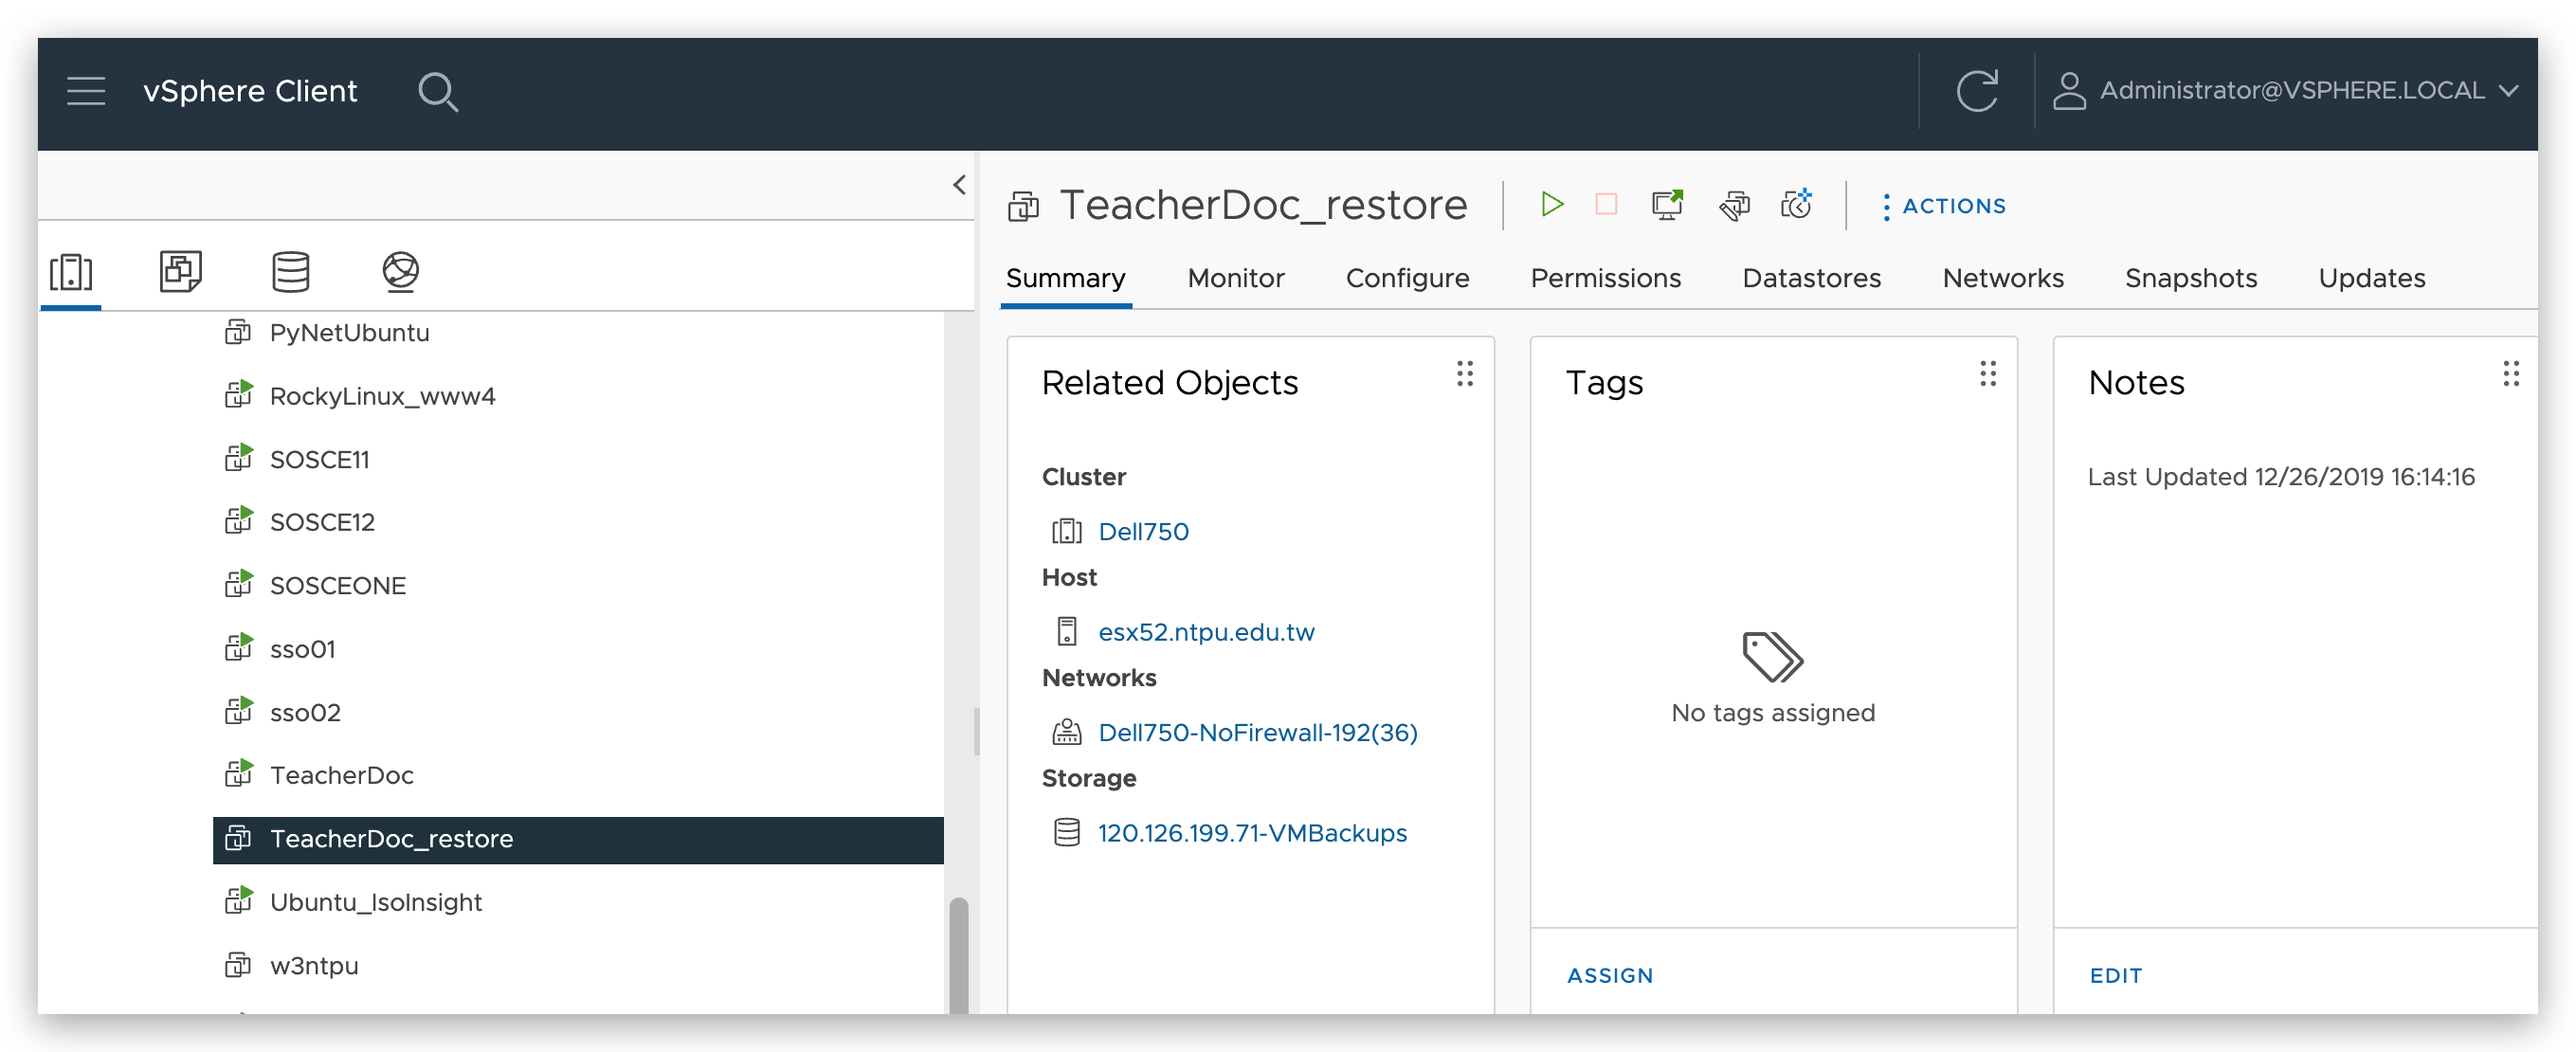 vSphere Client
Administrator@VSPHERE.LOCAL
PyNetUbuntu
RockyLinux_www4
SOSCE11
SOSCE12
SOSCEONE
sso01
sso02
TeacherDoc
TeacherDoc_restore
Ubuntu_IsoInsight
w3ntpu
TeacherDoc_restore
ACTIONS
Summary Monitor Configure Permissions Datastores Networks Snapshots Updates
Related Objects
Cluster
Dell750
Host
esx52.ntpu.edu.tw
Networks
Dell750-NoFirewall-192(36)
Storage
120.126.199.71-VMBackups
Tags
No tags assigned
ASSIGN
Notes
Last Updated 12/26/2019 16:14:16
EDIT